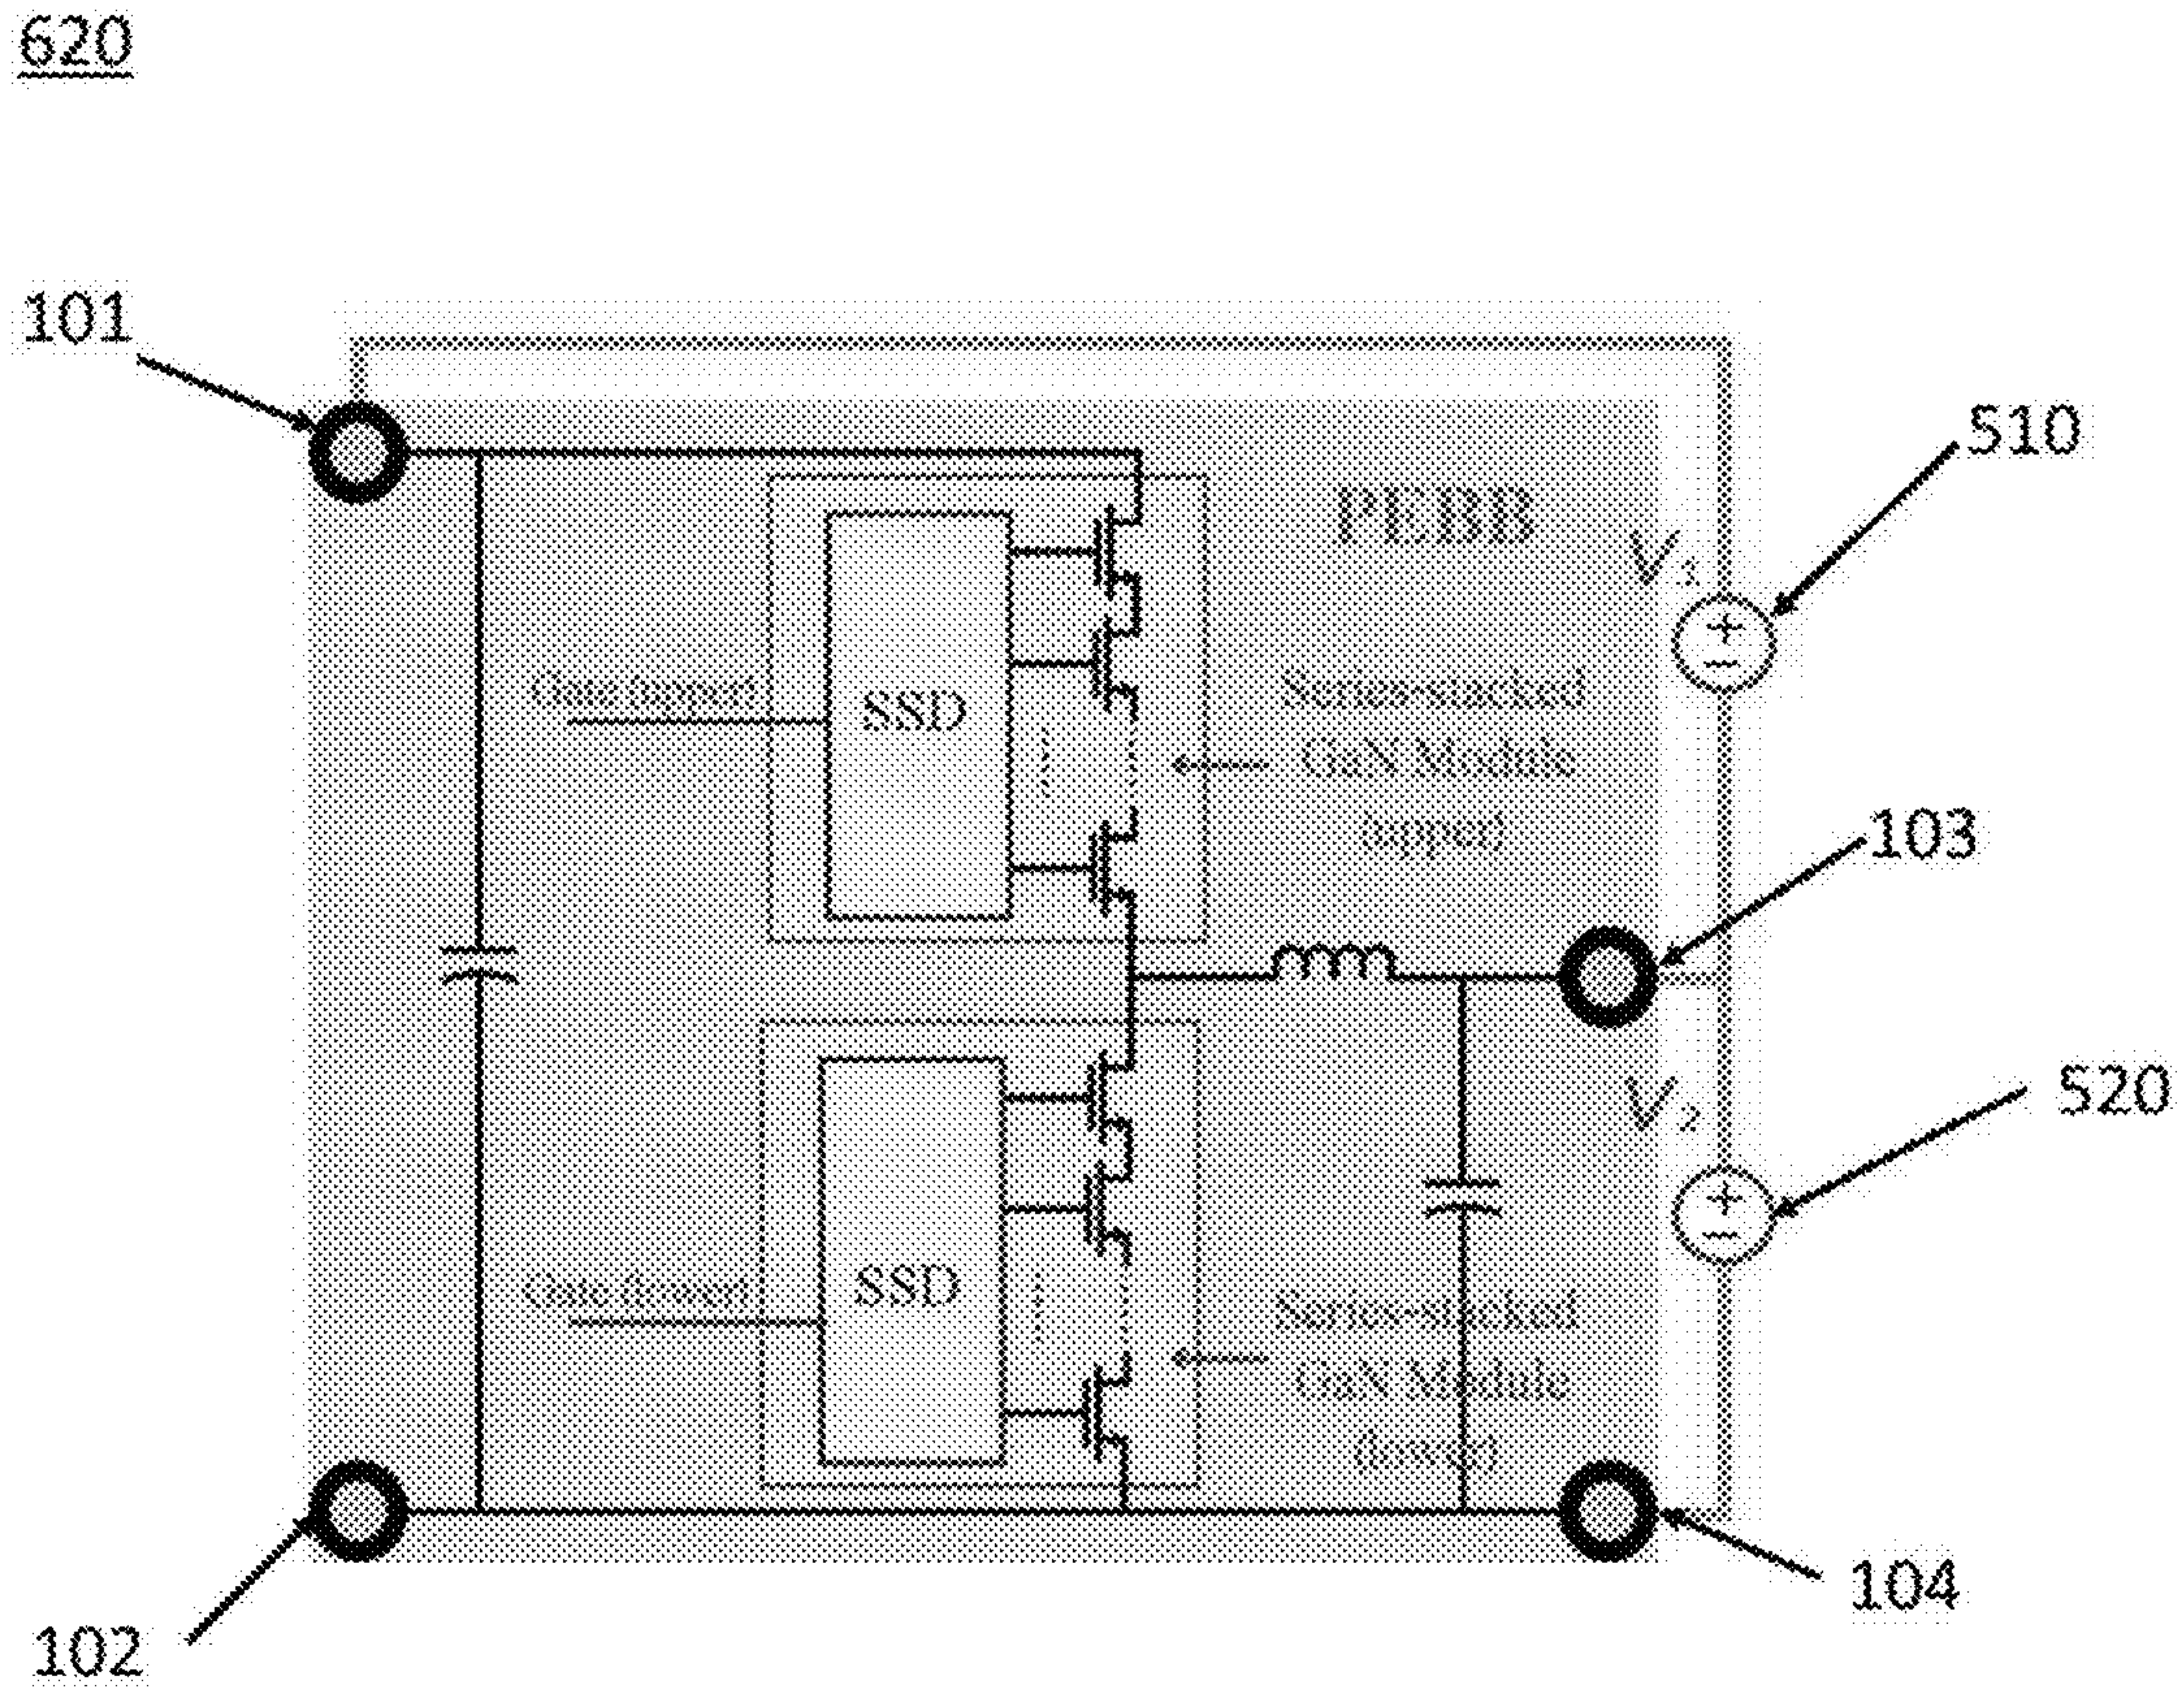 620
101
510
PEBB
V1
Gate (upper)
SSD
Series-stacked
GaN Module
(upper)
103
V2
520
Gate (lower)
SSD
Series-stacked
GaN Module
(lower)
104
102